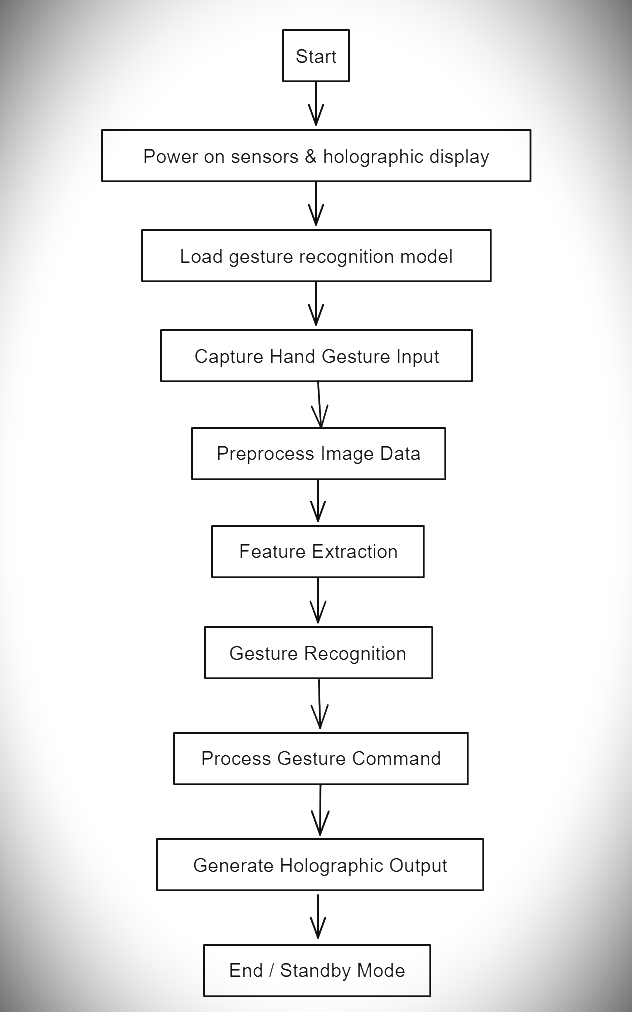 Start
Power on sensors & holographic display
Load gesture recognition model
Capture Hand Gesture Input
Preprocess Image Data
Feature Extraction
Gesture Recognition
Process Gesture Command
Generate Holographic Output
End / Standby Mode